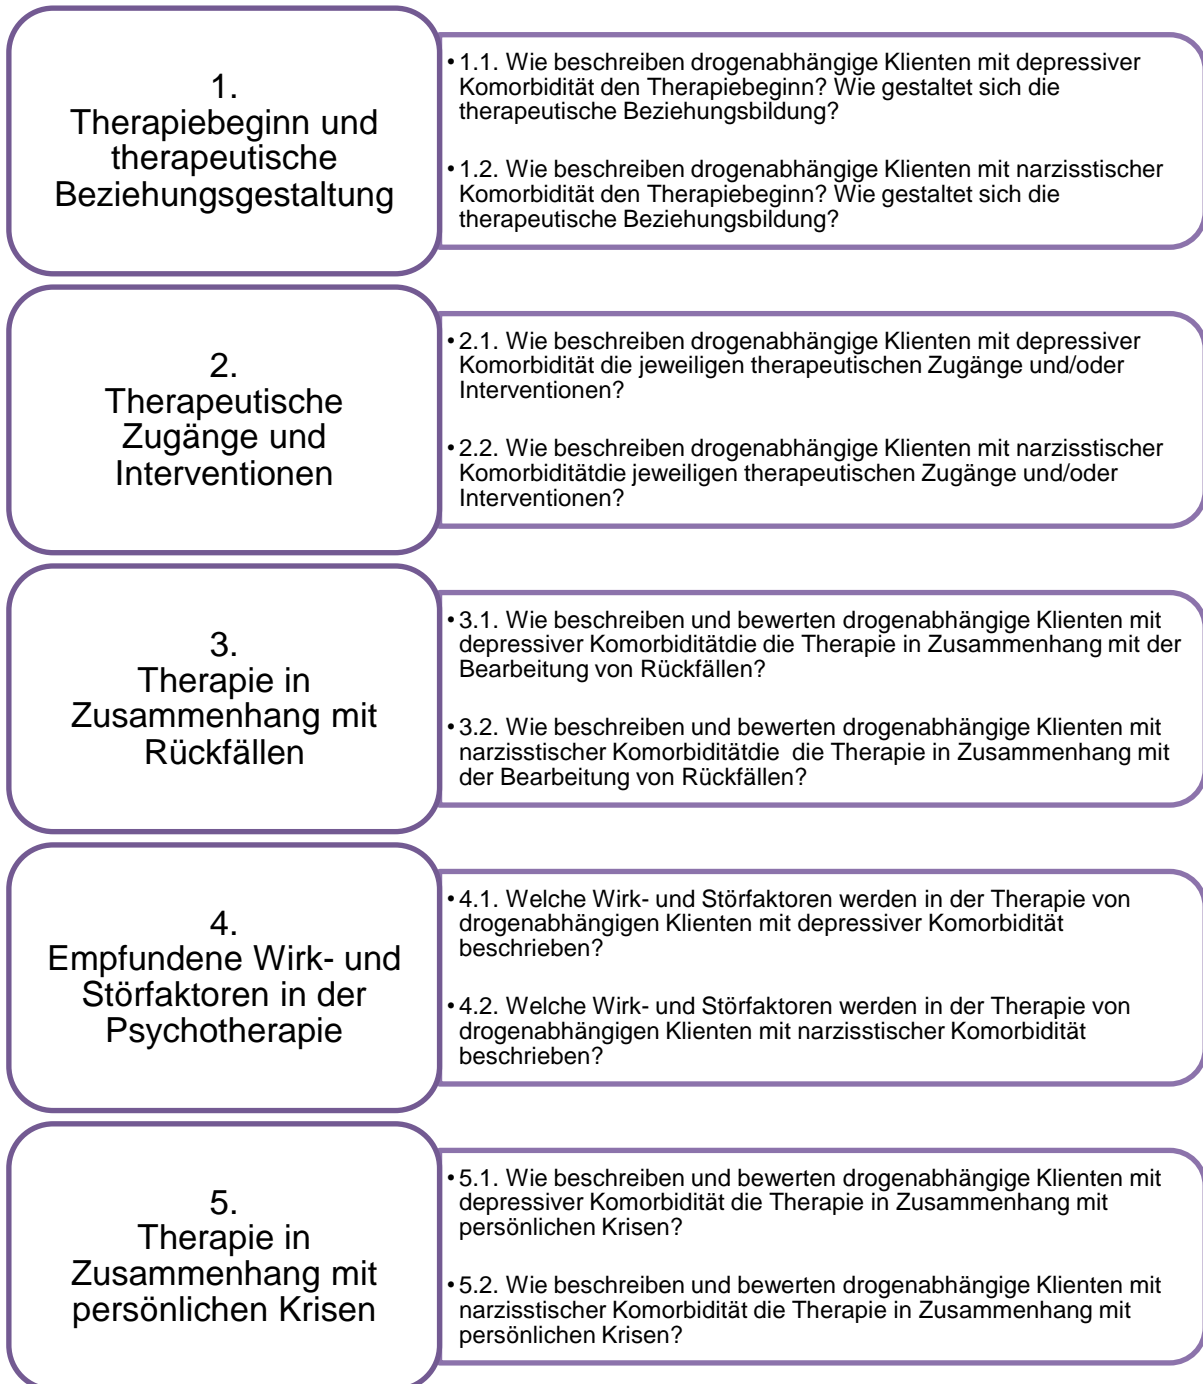 1.
Therapiebeginn und
therapeutische
Beziehungsgestaltung
• 1.1. Wie beschreiben drogenabhängige Klienten mit depressiver
Komorbidität den Therapiebeginn? Wie gestaltet sich die
therapeutische Beziehungsbildung?
• 1.2. Wie beschreiben drogenabhängige Klienten mit narzisstischer
Komorbidität den Therapiebeginn? Wie gestaltet sich die
therapeutische Beziehungsbildung?
2.
Therapeutische
Zugänge und
Interventionen
• 2.1. Wie beschreiben drogenabhängige Klienten mit depressiver
Komorbidität die jeweiligen therapeutischen Zugänge und/oder
Interventionen?
• 2.2. Wie beschreiben drogenabhängige Klienten mit narzisstischer
Komorbiditätdie jeweiligen therapeutischen Zugänge und/oder
Interventionen?
3.
Therapie in
Zusammenhang mit
Rückfällen
• 3.1. Wie beschreiben und bewerten drogenabhängige Klienten mit
depressiver Komorbiditätdie die Therapie in Zusammenhang mit der
Bearbeitung von Rückfällen?
• 3.2. Wie beschreiben und bewerten drogenabhängige Klienten mit
narzisstischer Komorbiditätdie  die Therapie in Zusammenhang mit
der Bearbeitung von Rückfällen?
4.
Empfundene Wirk- und
Störfaktoren in der
Psychotherapie
• 4.1. Welche Wirk- und Störfaktoren werden in der Therapie von
drogenabhängigen Klienten mit depressiver Komorbidität
beschrieben?
• 4.2. Welche Wirk- und Störfaktoren werden in der Therapie von
drogenabhängigen Klienten mit narzisstischer Komorbidität
beschrieben?
5.
Therapie in
Zusammenhang mit
persönlichen Krisen
• 5.1. Wie beschreiben und bewerten drogenabhängige Klienten mit
depressiver Komorbidität die Therapie in Zusammenhang mit
persönlichen Krisen?
• 5.2. Wie beschreiben und bewerten drogenabhängige Klienten mit
narzisstischer Komorbidität die Therapie in Zusammenhang mit
persönlichen Krisen?